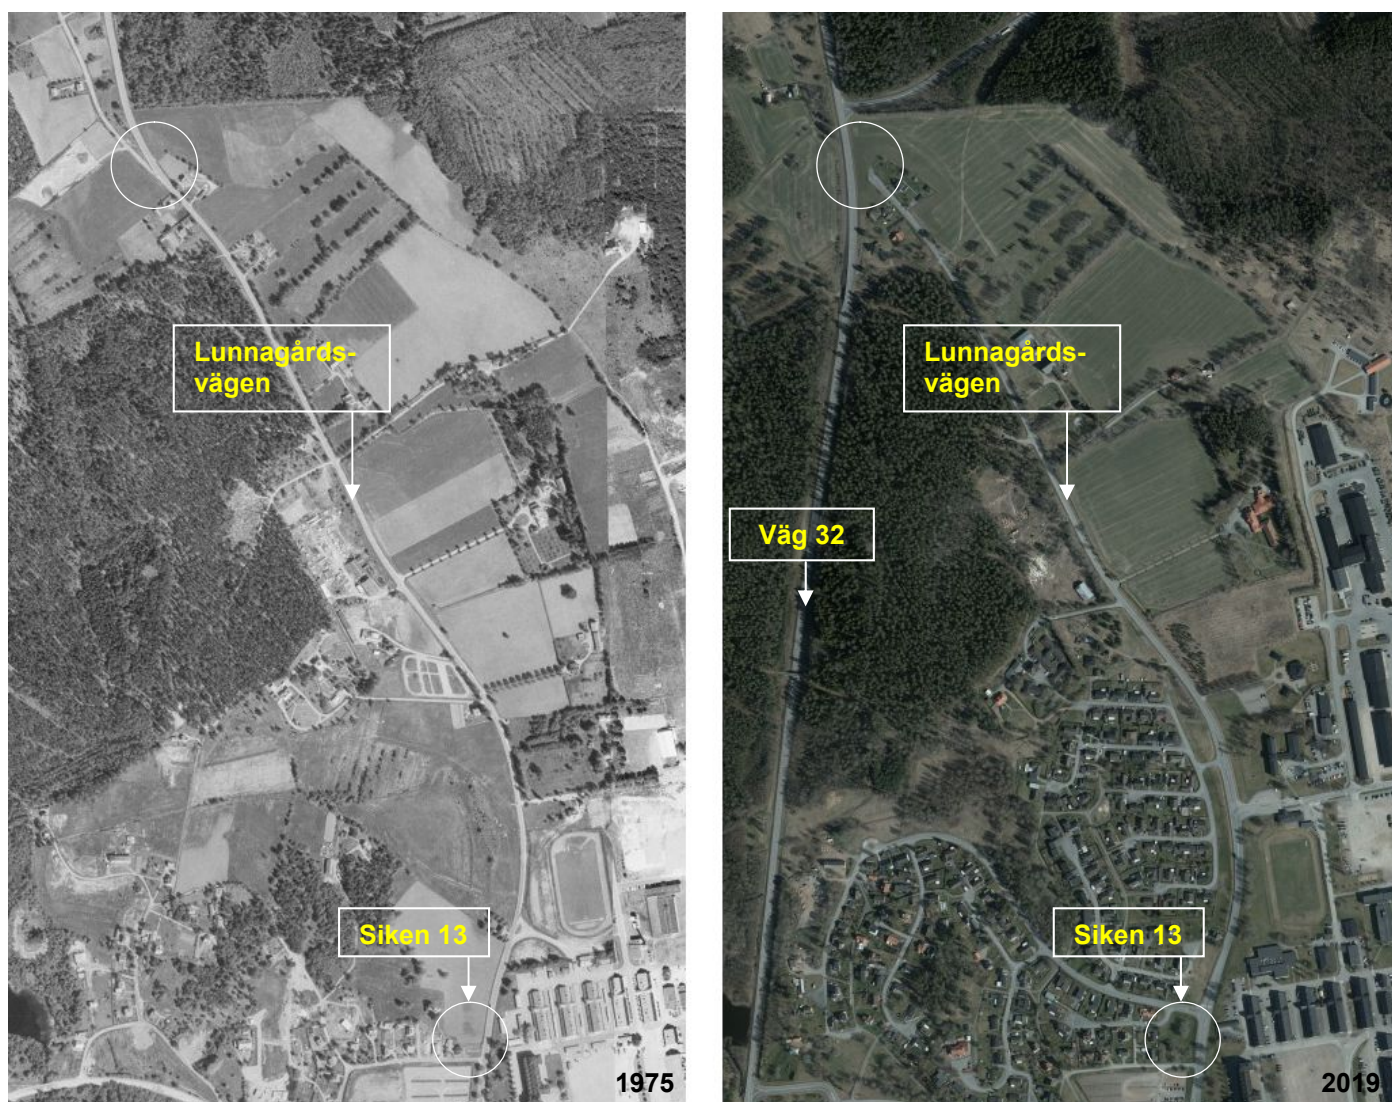 Lunnagårds-
vägen
Siken 13
1975
Lunnagårds-
vägen
Väg 32
Siken 13
2019